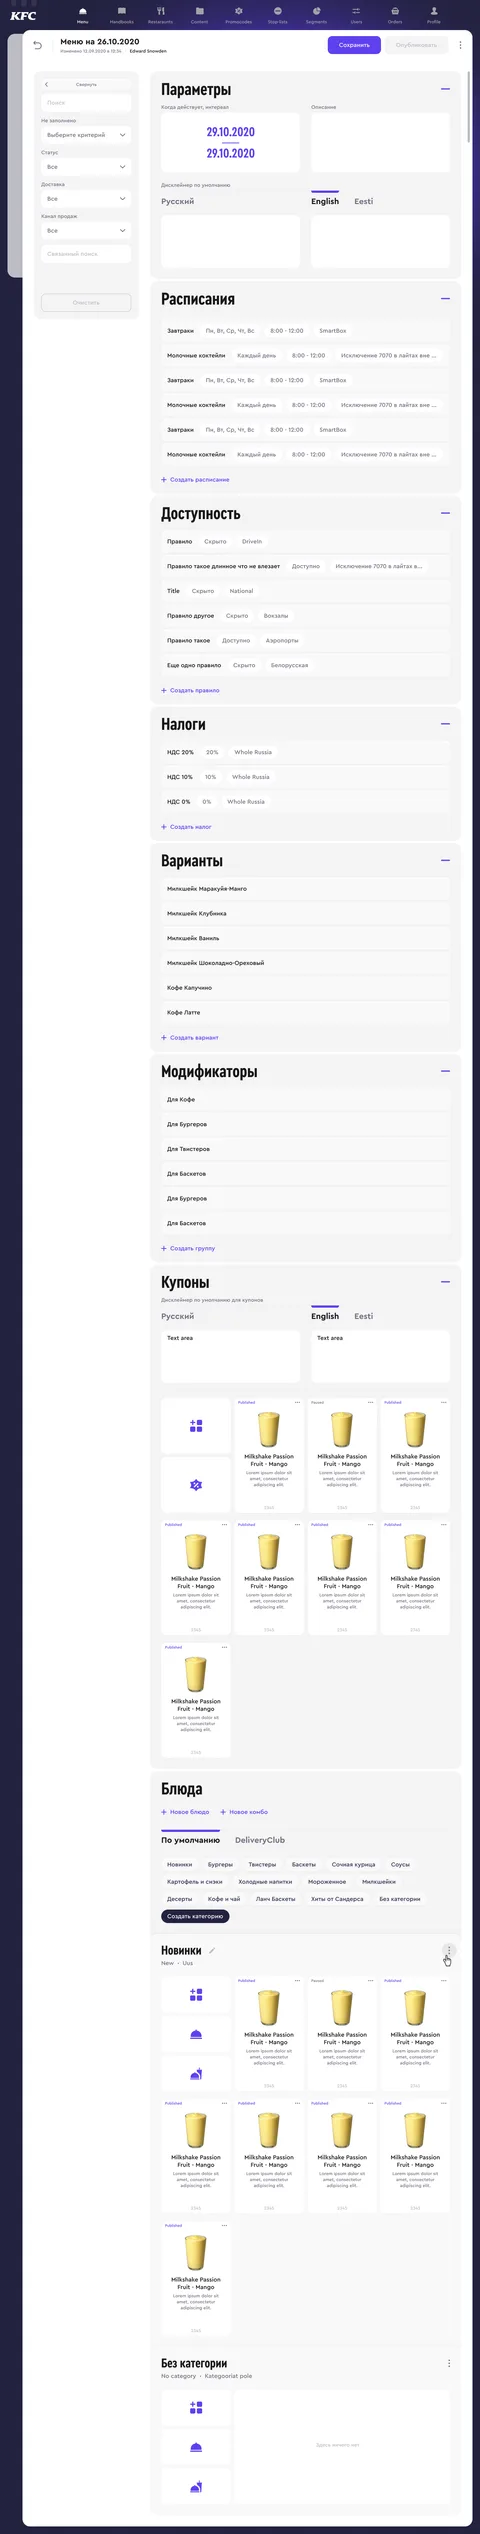 KFC
Menu
Handbooks
Restaurants
Content
Promocodes
Stop lists
Segments
Users
Orders
Profile
Меню на 26.10.2020
Изменено 15.09.2020 в 15:34 Edward Snowden
Сохранить
Опубликовать
Свернуть
Поиск
Не заполнено
Выберите критерий
Статус
Все
Доставка
Все
Канал продаж
Все
Связанный поиск
Очистить
Параметры
Когда действует, интервал
Описание
29.10.2020
29.10.2020
Дисклеймер по умолчанию
Русский
English
Eesti
Расписания
Завтраки Пн, Вт, Ср, Чт, Вс 8:00 - 12:00 SmartBox
Молочные коктейли Каждый день 8:00 - 12:00 Исключение 7070 в лайтах вне ...
Завтраки Пн, Вт, Ср, Чт, Вс 8:00 - 12:00 SmartBox
Молочные коктейли Каждый день 8:00 - 12:00 Исключение 7070 в лайтах вне ...
Завтраки Пн, Вт, Ср, Чт, Вс 8:00 - 12:00 SmartBox
Молочные коктейли Каждый день 8:00 - 12:00 Исключение 7070 в лайтах вне ...
+ Создать расписание
Доступность
Правило Скрыто DriveIn
Правило такое длинное что не влезает Доступно Исключение 7070 в лайтах в...
Title Скрыто National
Правило другое Скрыто Вокзалы
Правило такое Доступно Аэропорты
Еще одно правило Скрыто Белорусская
+ Создать правило
Налоги
НДС 20% 20% Whole Russia
НДС 10% 10% Whole Russia
НДС 0% 0% Whole Russia
+ Создать налог
Варианты
Милкшейк Маракуйя-Манго
Милкшейк Клубника
Милкшейк Ваниль
Милкшейк Шоколадно-Ореховый
Кофе Капучино
Кофе Латте
+ Создать вариант
Модификаторы
Для Кофе
Для Бургеров
Для Твистеров
Для Баскетов
Для Бургеров
Для Баскетов
+ Создать группу
Купоны
Дисклеймер по умолчанию для купонов
Русский
English
Eesti
Text area
Text area
Published
Milkshake Passion
Fruit - Mango
Lorem ipsum dolor sit
amet, consectetur
adipiscing elit.
2345
Paused
Milkshake Passion
Fruit - Mango
Lorem ipsum dolor sit
amet, consectetur
adipiscing elit.
2345
Published
Milkshake Passion
Fruit - Mango
Lorem ipsum dolor sit
amet, consectetur
adipiscing elit.
2345
Published
Milkshake Passion
Fruit - Mango
Lorem ipsum dolor sit
amet, consectetur
adipiscing elit.
2345
Published
Milkshake Passion
Fruit - Mango
Lorem ipsum dolor sit
amet, consectetur
adipiscing elit.
2345
Published
Milkshake Passion
Fruit - Mango
Lorem ipsum dolor sit
amet, consectetur
adipiscing elit.
2345
Published
Milkshake Passion
Fruit - Mango
Lorem ipsum dolor sit
amet, consectetur
adipiscing elit.
2345
Published
Milkshake Passion
Fruit - Mango
Lorem ipsum dolor sit
amet, consectetur
adipiscing elit.
2345
Блюда
+ Новое блюдо + Новое комбо
По умолчанию
DeliveryClub
Новинки Бургеры Твистеры Баскеты Сочная курица Соусы
Картофель и снэки Холодные напитки Мороженное Милкшейки
Десерты Кофе и чай Ланч Баскеты Хиты от Сандерса Без категории
Создать категорию
Новинки
New • Uus
Published
Milkshake Passion
Fruit - Mango
Lorem ipsum dolor sit
amet, consectetur
adipiscing elit.
2345
Paused
Milkshake Passion
Fruit - Mango
Lorem ipsum dolor sit
amet, consectetur
adipiscing elit.
2345
Published
Milkshake Passion
Fruit - Mango
Lorem ipsum dolor sit
amet, consectetur
adipiscing elit.
2345
Published
Milkshake Passion
Fruit - Mango
Lorem ipsum dolor sit
amet, consectetur
adipiscing elit.
2345
Published
Milkshake Passion
Fruit - Mango
Lorem ipsum dolor sit
amet, consectetur
adipiscing elit.
2345
Published
Milkshake Passion
Fruit - Mango
Lorem ipsum dolor sit
amet, consectetur
adipiscing elit.
2345
Published
Milkshake Passion
Fruit - Mango
Lorem ipsum dolor sit
amet, consectetur
adipiscing elit.
2345
Published
Milkshake Passion
Fruit - Mango
Lorem ipsum dolor sit
amet, consectetur
adipiscing elit.
2345
Без категории
No category • Kategooriat pole
Здесь ничего нет